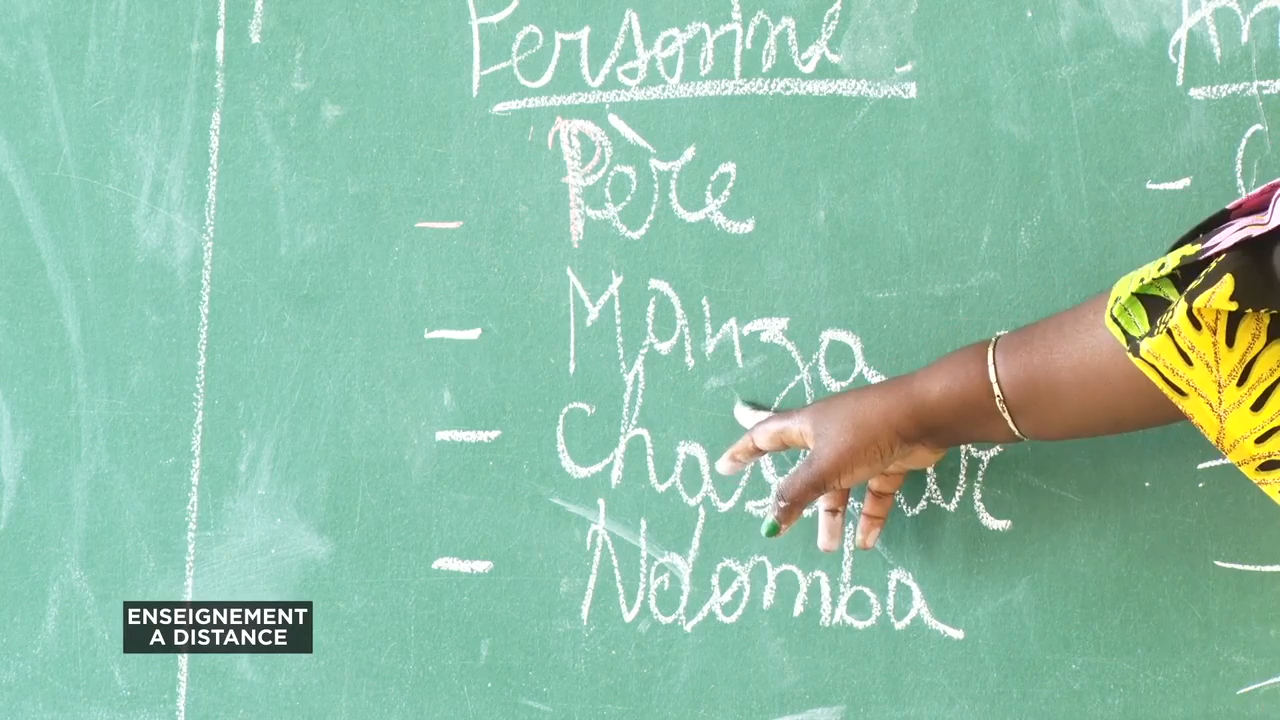 Personne
Père
Manza
Chasseur
Ndomba
ENSEIGNEMENT
A DISTANCE